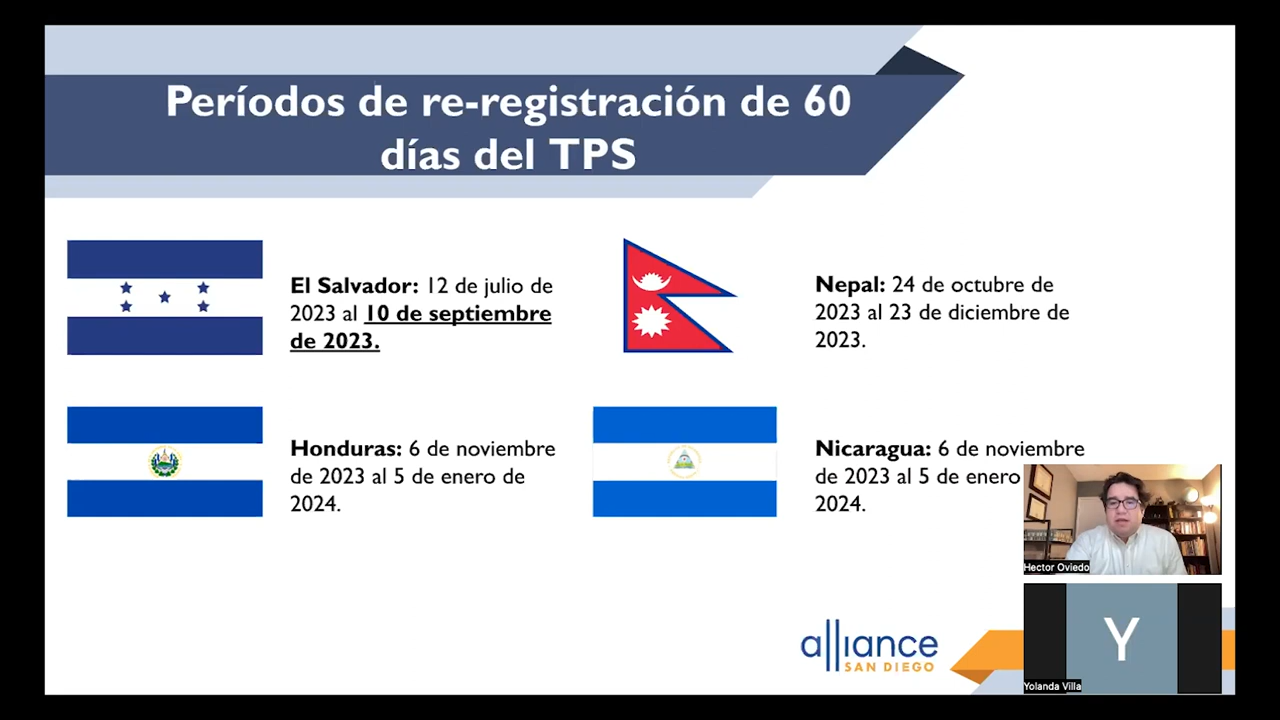 Períodos de re-registración de 60
días del TPS
El Salvador: 12 de julio de
2023 al 10 de septiembre
de 2023.
Nepal: 24 de octubre de
2023 al 23 de diciembre de
2023.
Honduras: 6 de noviembre
de 2023 al 5 de enero de
2024.
Nicaragua: 6 de noviembre
de 2023 al 5 de enero
2024.
Hector Oviedo
alliance
SAN DIEGO
Y
Yolanda Villa